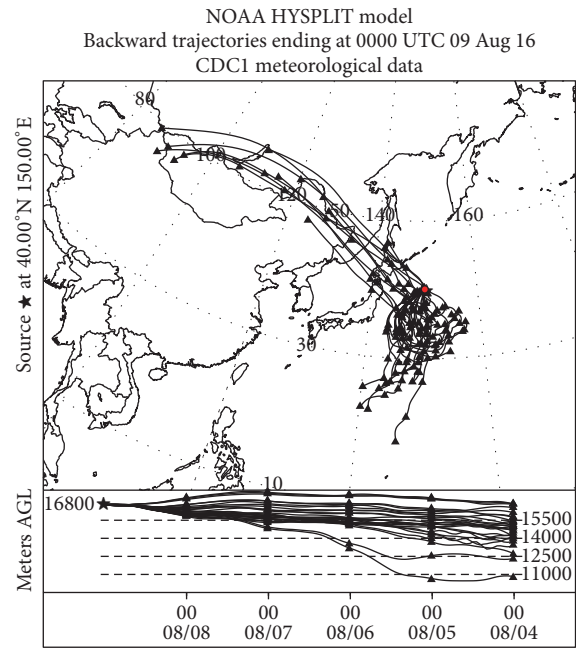 NOAA HYSPLIT model
Backward trajectories ending at 0000 UTC 09 Aug 16
CDC1 meteorological data
Source ★ at 40.00°N 150.00°E
80
100
120
150
140
160
30
10
Meters AGL
16800
15500
14000
12500
11000
00 00 00 00 00
08/08 08/07 08/06 08/05 08/04